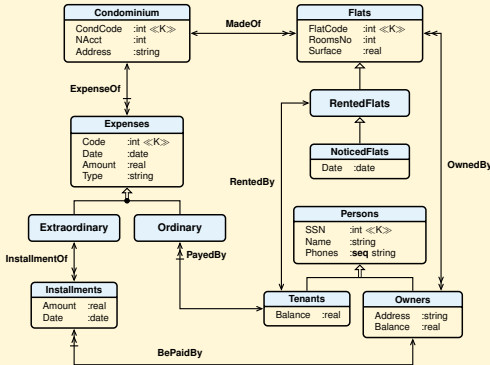 Condominium
CondCode :int ≪K≫
NAcct :int
Address :string
MadeOf
Flats
FlatCode :int ≪K≫
RoomsNo :int
Surface :real
ExpenseOf
RentedFlats
Expenses
Code :int ≪K≫
Date :date
Amount :real
Type :string
NoticedFlats
Date :date
RentedBy
OwnedBy
Extraordinary
Ordinary
Persons
SSN :int ≪K≫
Name :string
Phones :seq string
InstallmentOf
PayedBy
Installments
Amount :real
Date :date
Tenants
Balance :real
Owners
Address :string
Balance :real
BePaidBy